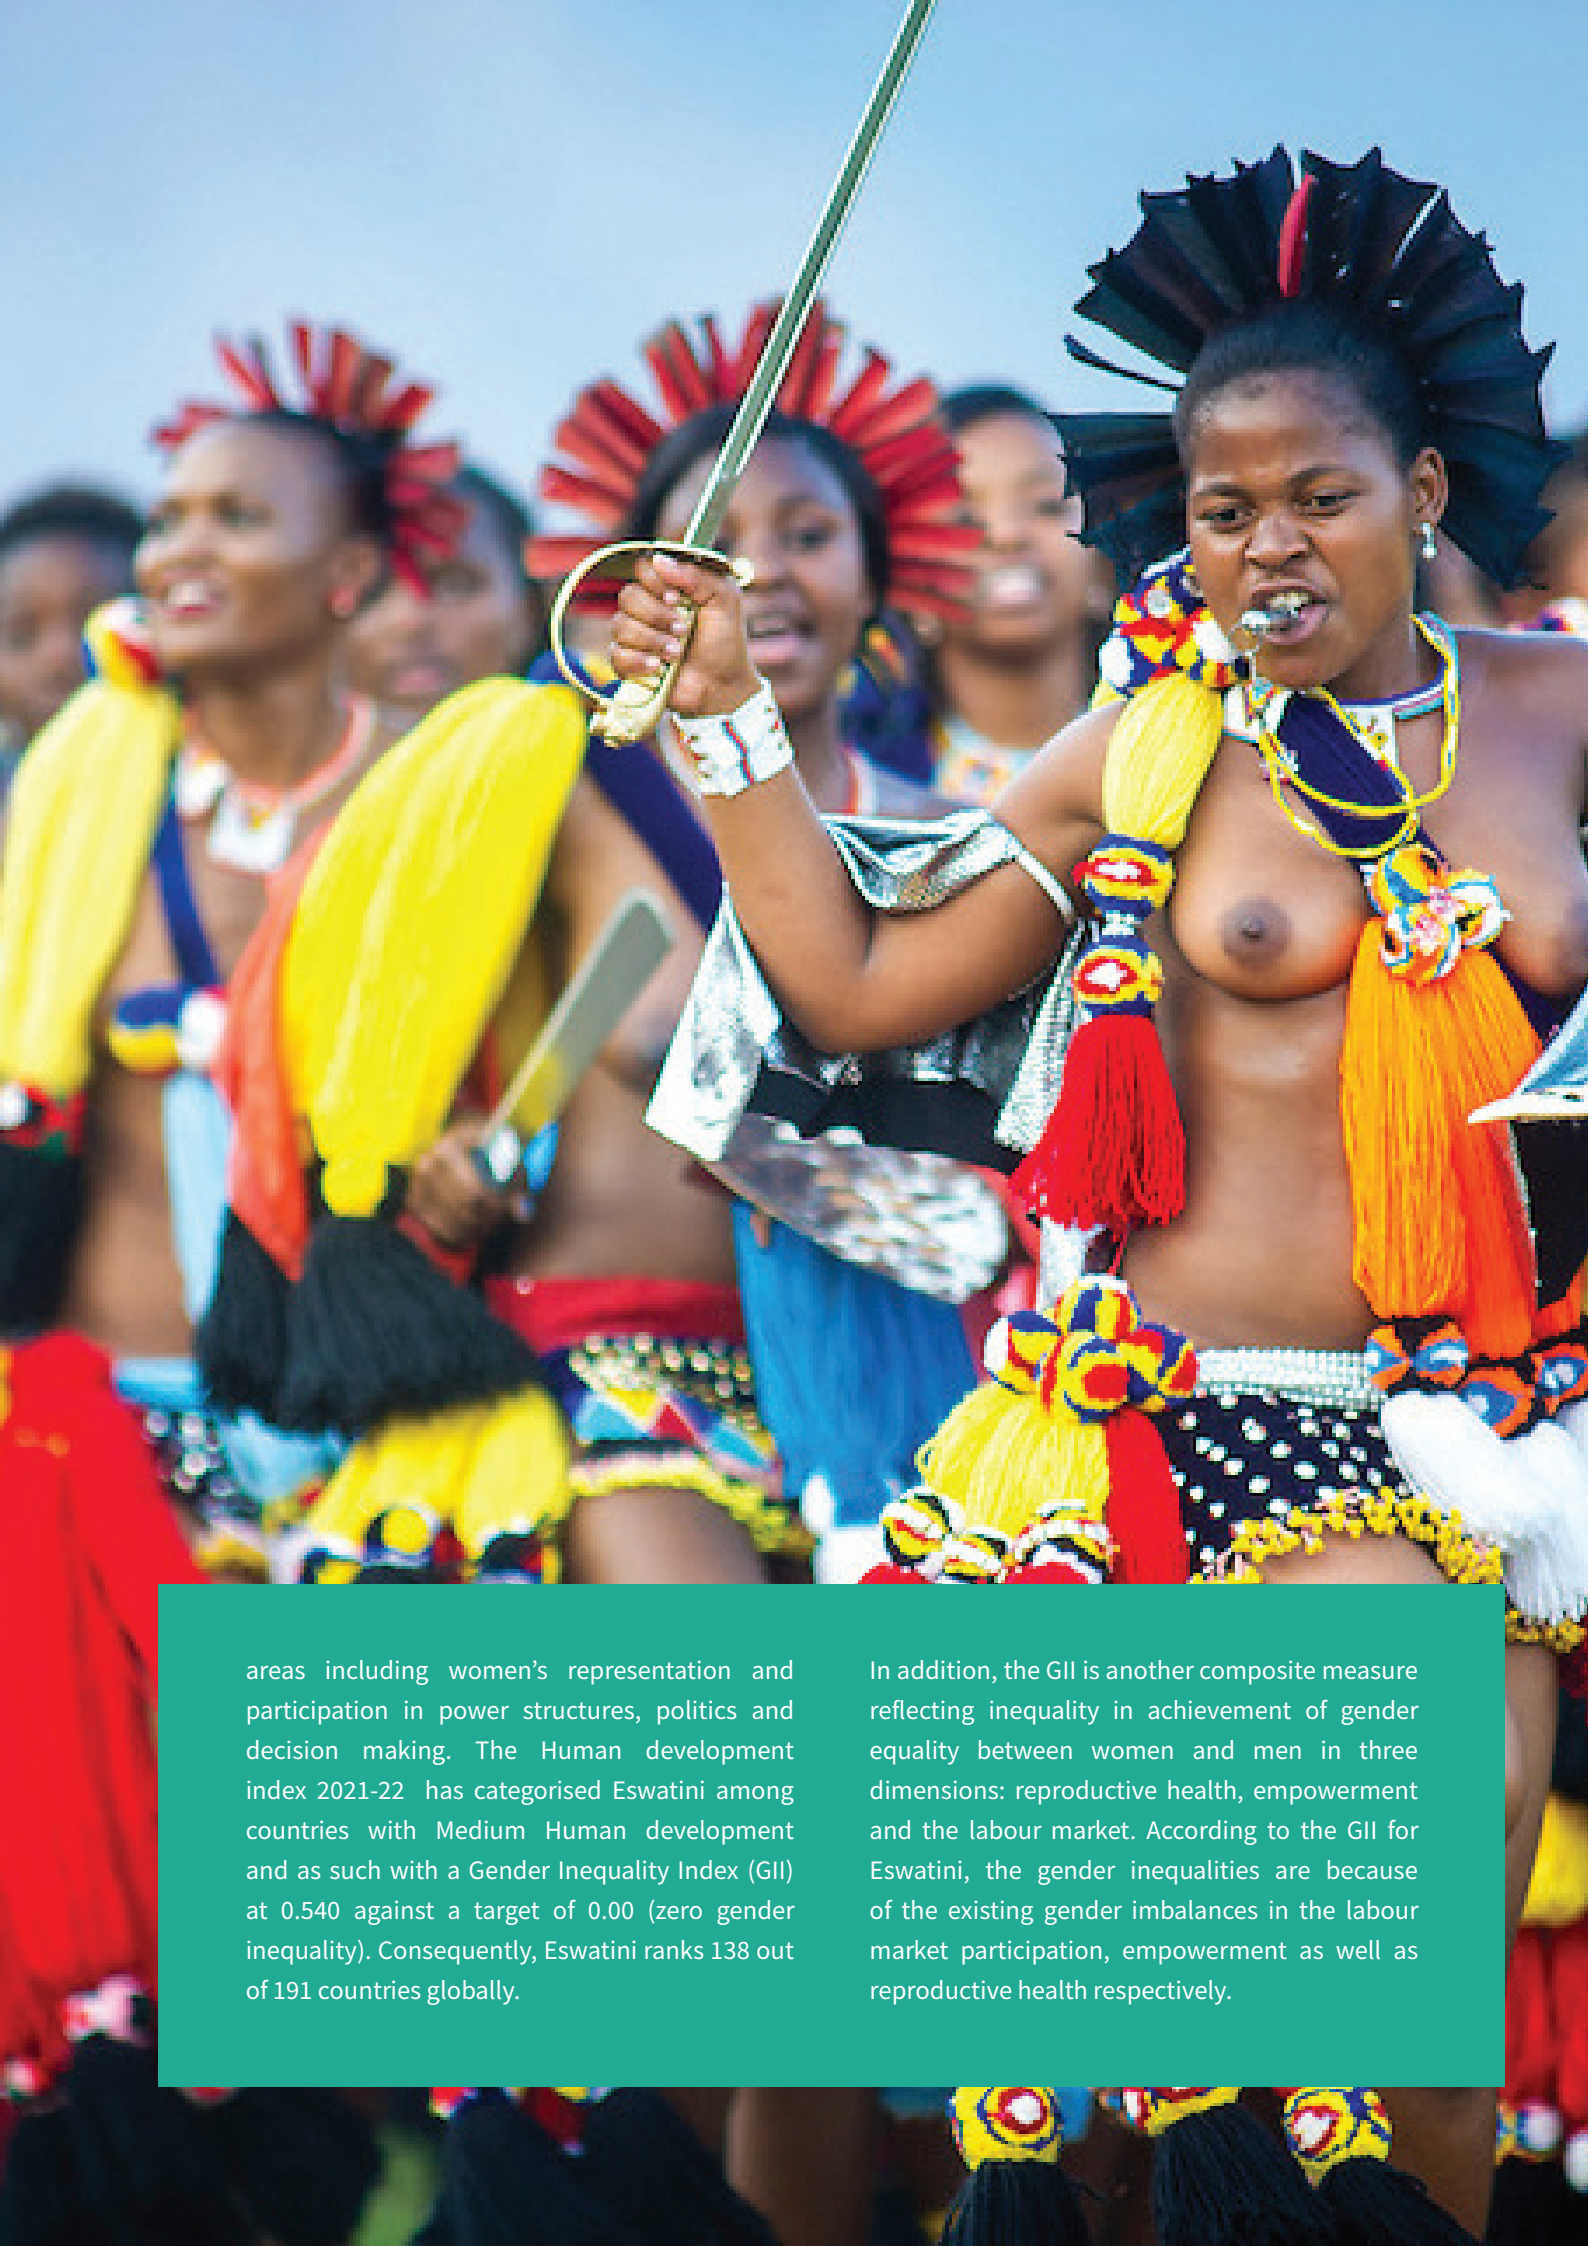 areas including women’s representation and
participation in power structures, politics and
decision making. The Human development
index 2021-22 has categorised Eswatini among
countries with Medium Human development
and as such with a Gender Inequality Index (GII)
at 0.540 against a target of 0.00 (zero gender
inequality). Consequently, Eswatini ranks 138 out
of 191 countries globally.
In addition, the GII is another composite measure
reflecting inequality in achievement of gender
equality between women and men in three
dimensions: reproductive health, empowerment
and the labour market. According to the GII for
Eswatini, the gender inequalities are because
of the existing gender imbalances in the labour
market participation, empowerment as well as
reproductive health respectively.